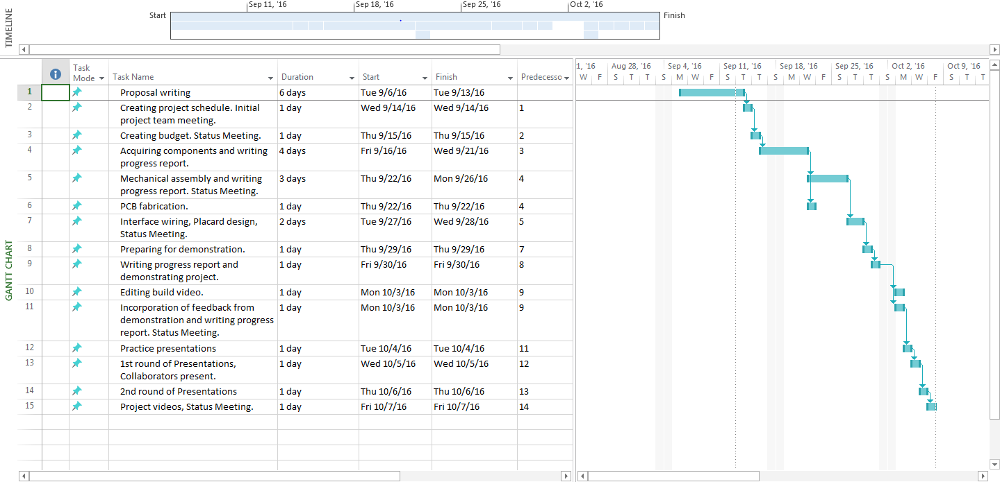 TIMELINE
Sep 11, '16 Sep 18, '16 Sep 25, '16 Oct 2, '16
Start Finish
GANTT CHART
Task Mode Task Name Duration Start Finish Predecesso
1, '16 Aug 28, '16 Sep 4, '16 Sep 11, '16 Sep 18, '16 Sep 25, '16 Oct 2, '16 Oct 9, '16
W F S T T S M W F S T T S M W F S T T S M W F S T T
1 Proposal writing 6 days Tue 9/6/16 Tue 9/13/16
2 Creating project schedule. Initial 1 day Wed 9/14/16 Wed 9/14/16 1
project team meeting.
3 Creating budget. Status Meeting. 1 day Thu 9/15/16 Thu 9/15/16 2
4 Acquiring components and writing 4 days Fri 9/16/16 Wed 9/21/16 3
progress report.
5 Mechanical assembly and writing 3 days Thu 9/22/16 Mon 9/26/16 4
progress report. Status Meeting.
6 PCB fabrication. 1 day Thu 9/22/16 Thu 9/22/16 4
7 Interface wiring, Placard design, 2 days Tue 9/27/16 Wed 9/28/16 5
Status Meeting.
8 Preparing for demonstration. 1 day Thu 9/29/16 Thu 9/29/16 7
9 Writing progress report and 1 day Fri 9/30/16 Fri 9/30/16 8
demonstrating project.
10 Editing build video. 1 day Mon 10/3/16 Mon 10/3/16 9
11 Incorporation of feedback from 1 day Mon 10/3/16 Mon 10/3/16 9
demonstration and writing progress
report. Status Meeting.
12 Practice presentations 1 day Tue 10/4/16 Tue 10/4/16 11
13 1st round of Presentations, 1 day Wed 10/5/16 Wed 10/5/16 12
Collaborators present.
14 2nd round of Presentations 1 day Thu 10/6/16 Thu 10/6/16 13
15 Project videos, Status Meeting. 1 day Fri 10/7/16 Fri 10/7/16 14